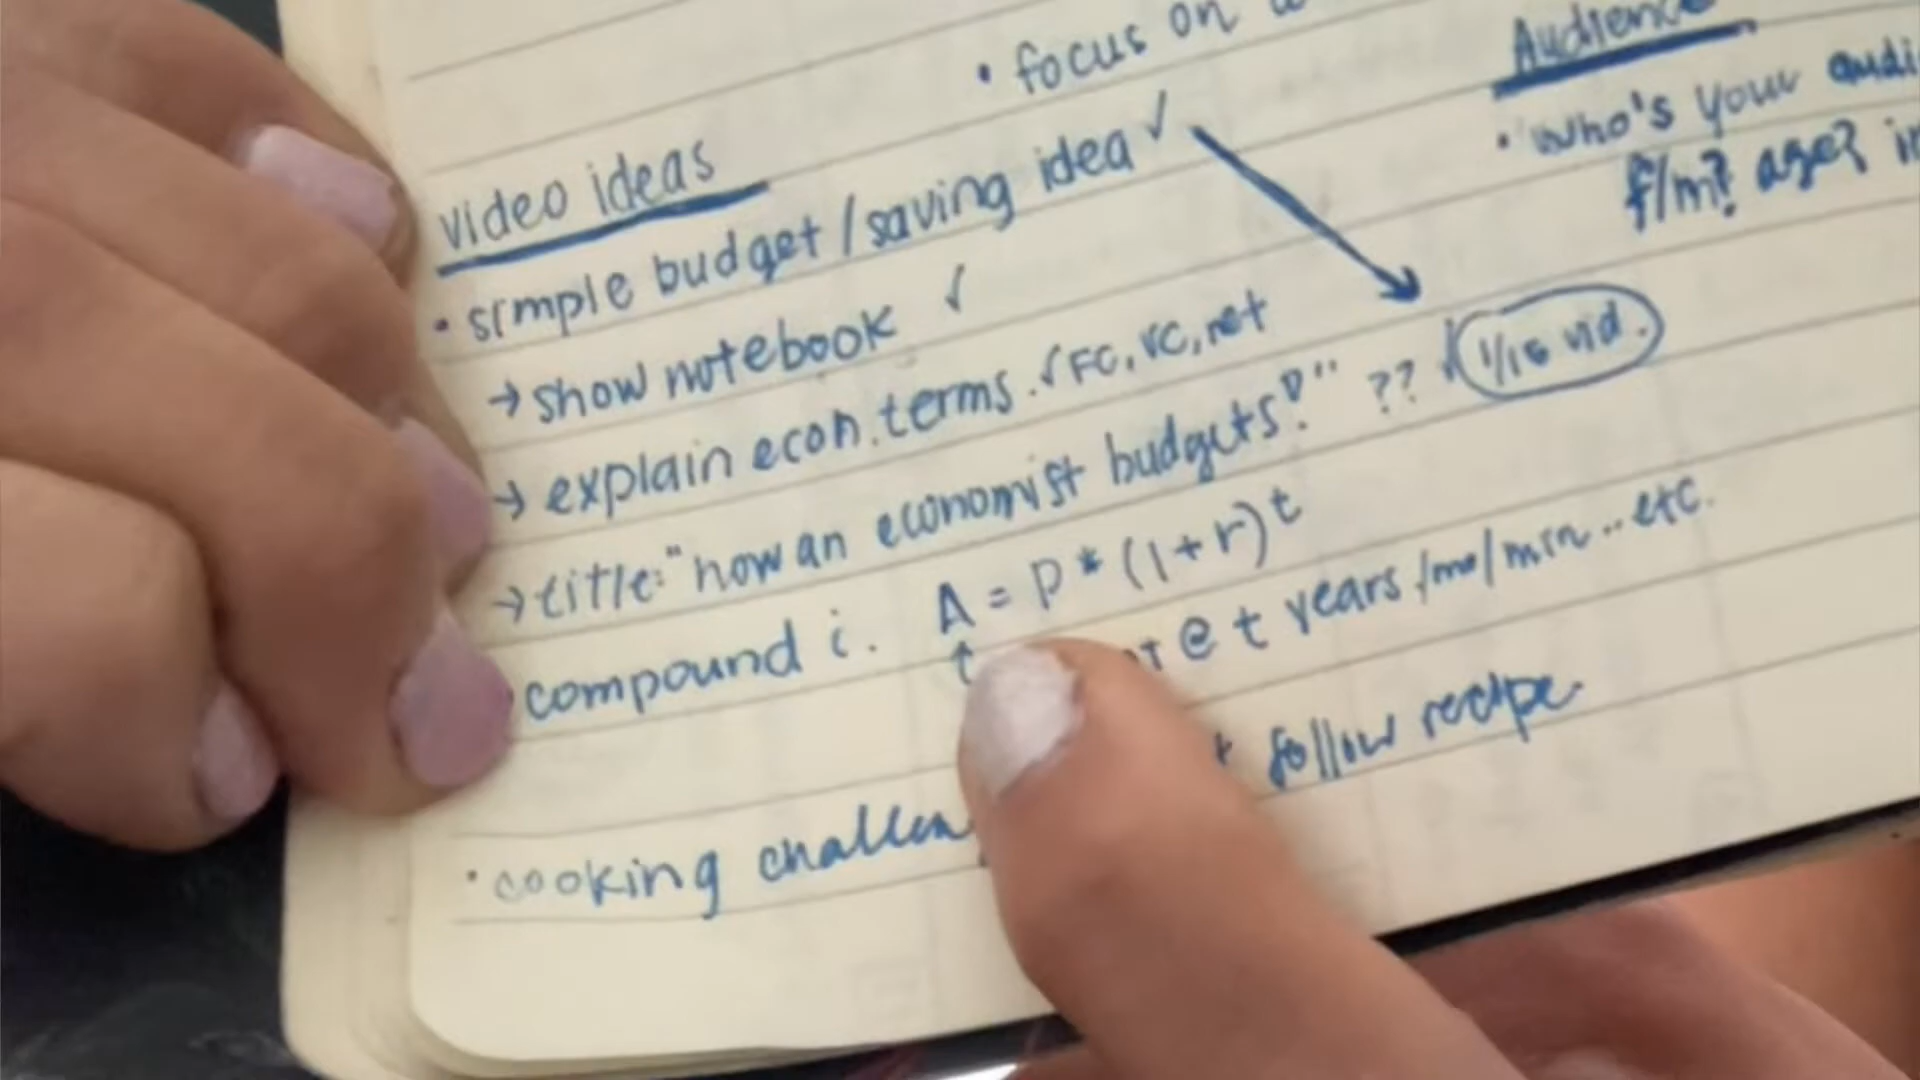 • focus on
Audience
• who's your audi
f/m? age?
video ideas
• simple budget/saving idea ✓
→ show notebook ✓
→ explain econ. terms. ✓ FC, VC, net
→ title: "how an economist budgets?" ?? ✓ 1/16 vid.
compound i. A = P * (1+r)^t
↑ @ t years/mo/min... etc.
• cooking follow recipe